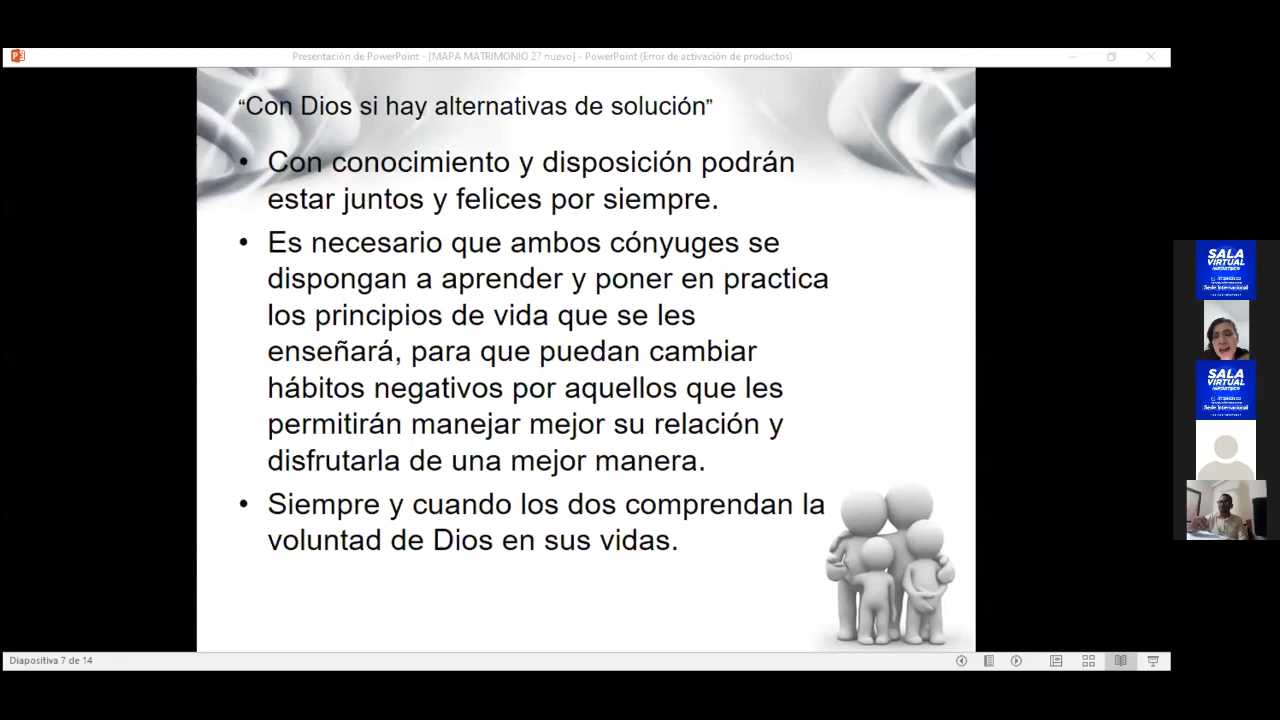 Presentación de PowerPoint - [MAPA MATRIMONIO 27 nuevo] - PowerPoint (Error de activación de productos)
“Con Dios si hay alternativas de solución”
• Con conocimiento y disposición podrán
estar juntos y felices por siempre.
• Es necesario que ambos cónyuges se
dispongan a aprender y poner en practica
los principios de vida que se les
enseñará, para que puedan cambiar
hábitos negativos por aquellos que les
permitirán manejar mejor su relación y
disfrutarla de una mejor manera.
• Siempre y cuando los dos comprendan la
voluntad de Dios en sus vidas.
SALA
VIRTUAL
Sede Internacional
SALA
VIRTUAL
Sede Internacional
Diapositiva 7 de 14